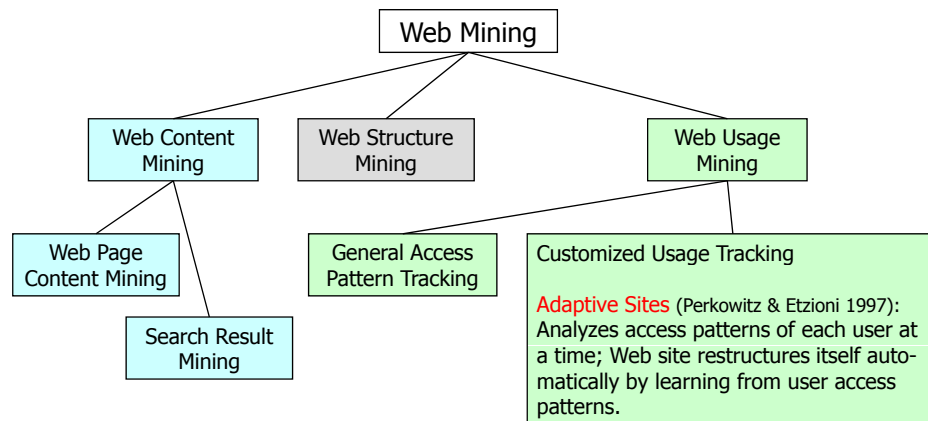 Web Mining
Web Content
Mining
Web Structure
Mining
Web Usage
Mining
Web Page
Content Mining
Search Result
Mining
General Access
Pattern Tracking
Customized Usage Tracking
Adaptive Sites (Perkowitz & Etzioni 1997):
Analyzes access patterns of each user at
a time; Web site restructures itself auto-
matically by learning from user access
patterns.